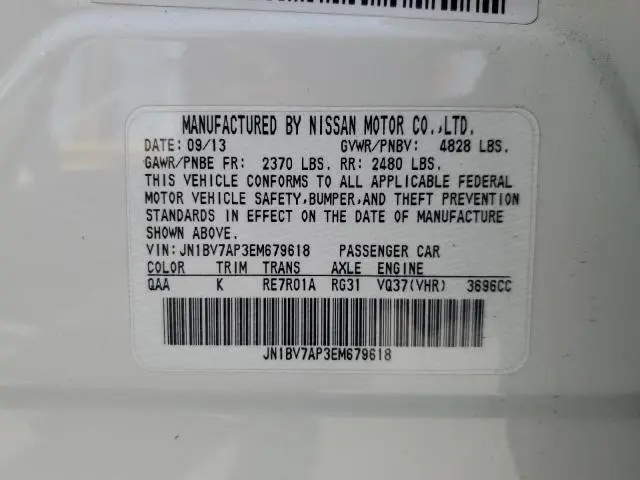 MANUFACTURED BY NISSAN MOTOR CO.,LTD.
DATE: 09/13 GVWR/PNBV: 4828 LBS.
GAWR/PNBE FR: 2370 LBS. RR: 2480 LBS.
THIS VEHICLE CONFORMS TO ALL APPLICABLE FEDERAL
MOTOR VEHICLE SAFETY,BUMPER,AND THEFT PREVENTION
STANDARDS IN EFFECT ON THE DATE OF MANUFACTURE
SHOWN ABOVE.
VIN: JN1BV7AP3EM679618 PASSENGER CAR
COLOR TRIM TRANS AXLE ENGINE
QAA K RE7R01A RG31 VQ37(VHR) 3696CC
JN1BV7AP3EM679618